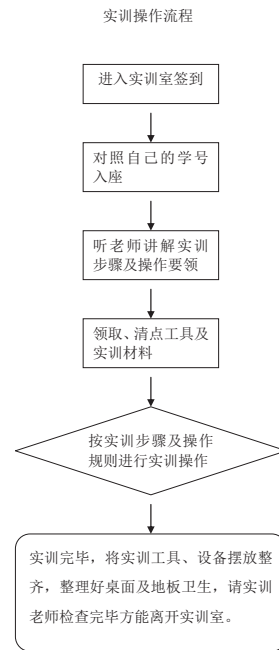 实训操作流程
进入实训室签到
对照自己的学号
入座
听老师讲解实训
步骤及操作要领
领取、清点工具及
实训材料
按实训步骤及操作
规则进行实训操作
实训完毕，将实训工具、设备摆放整
齐，整理好桌面及地板卫生，请实训
老师检查完毕方能离开实训室。